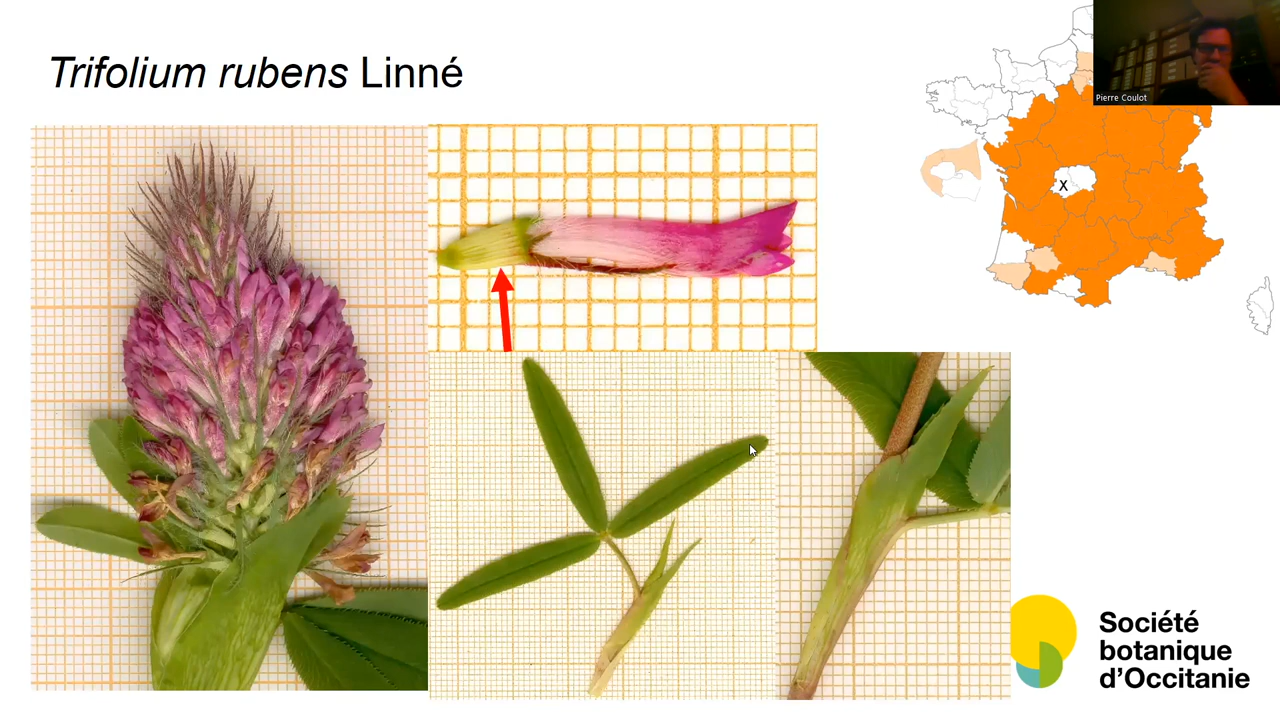 Trifolium rubens Linné
Pierre Coulot
X
Société
botanique
d'Occitanie